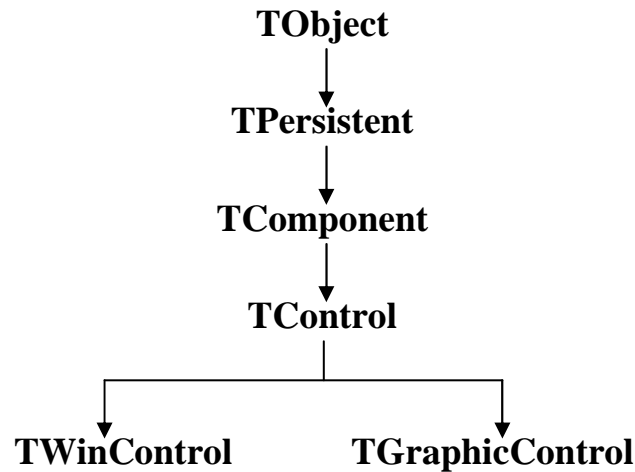 TObject
TPersistent
TComponent
TControl
TWinControl
TGraphicControl